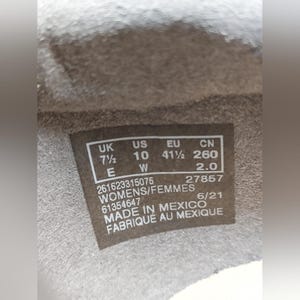 UK US EU CN
7½ 10 41½ 260
E W 2.0
261623315076 27857
WOMENS/FEMMES
61354647 6/21
MADE IN MEXICO
FABRIQUÉ AU MEXIQUE